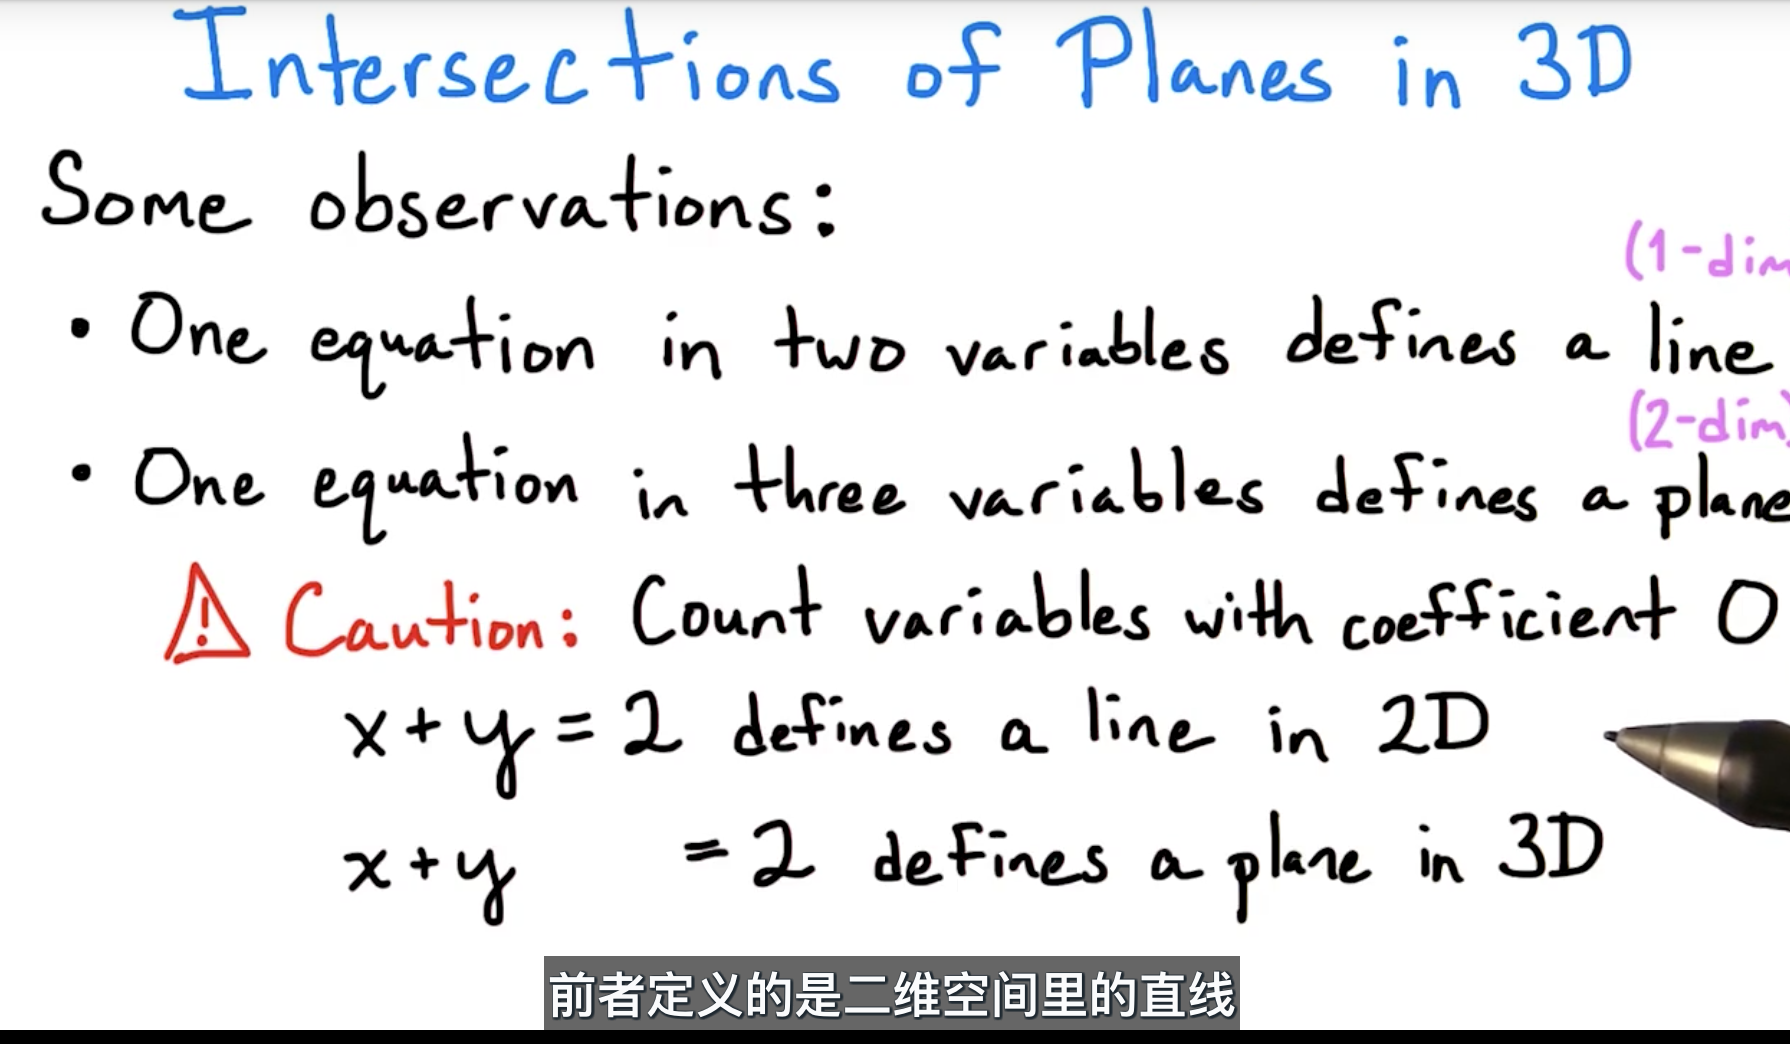 Intersections of Planes in 3D
Some observations:
(1-dim
• One equation in two variables defines a line
(2-dim)
• One equation in three variables defines a plane
⚠ Caution: Count variables with coefficient 0
x + y = 2 defines a line in 2D
x + y = 2 defines a plane in 3D
前者定义的是二维空间里的直线